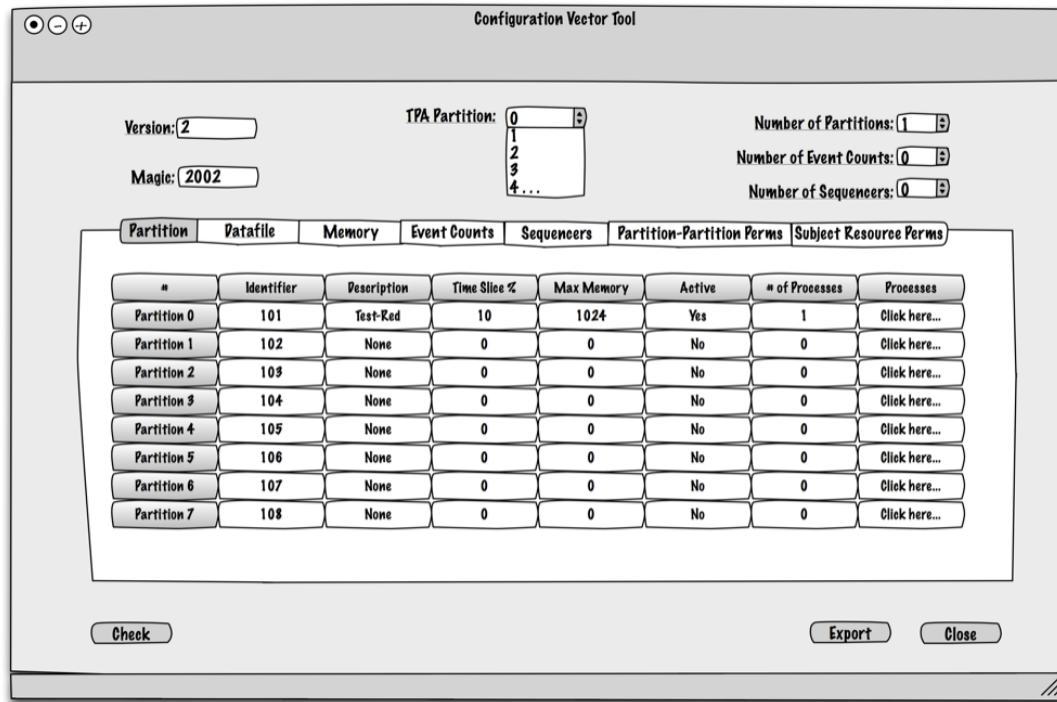 Configuration Vector Tool
Version: 2
TPA Partition: 0
1
2
3
4...
Number of Partitions: 1
Number of Event Counts: 0
Magic: 2002
Number of Sequencers: 0
Partition Datafile Memory Event Counts Sequencers Partition-Partition Perms Subject Resource Perms
# Identifier Description Time Slice % Max Memory Active # of Processes Processes
Partition 0 101 Test-Red 10 1024 Yes 1 Click here...
Partition 1 102 None 0 0 No 0 Click here...
Partition 2 103 None 0 0 No 0 Click here...
Partition 3 104 None 0 0 No 0 Click here...
Partition 4 105 None 0 0 No 0 Click here...
Partition 5 106 None 0 0 No 0 Click here...
Partition 6 107 None 0 0 No 0 Click here...
Partition 7 108 None 0 0 No 0 Click here...
Check Export Close